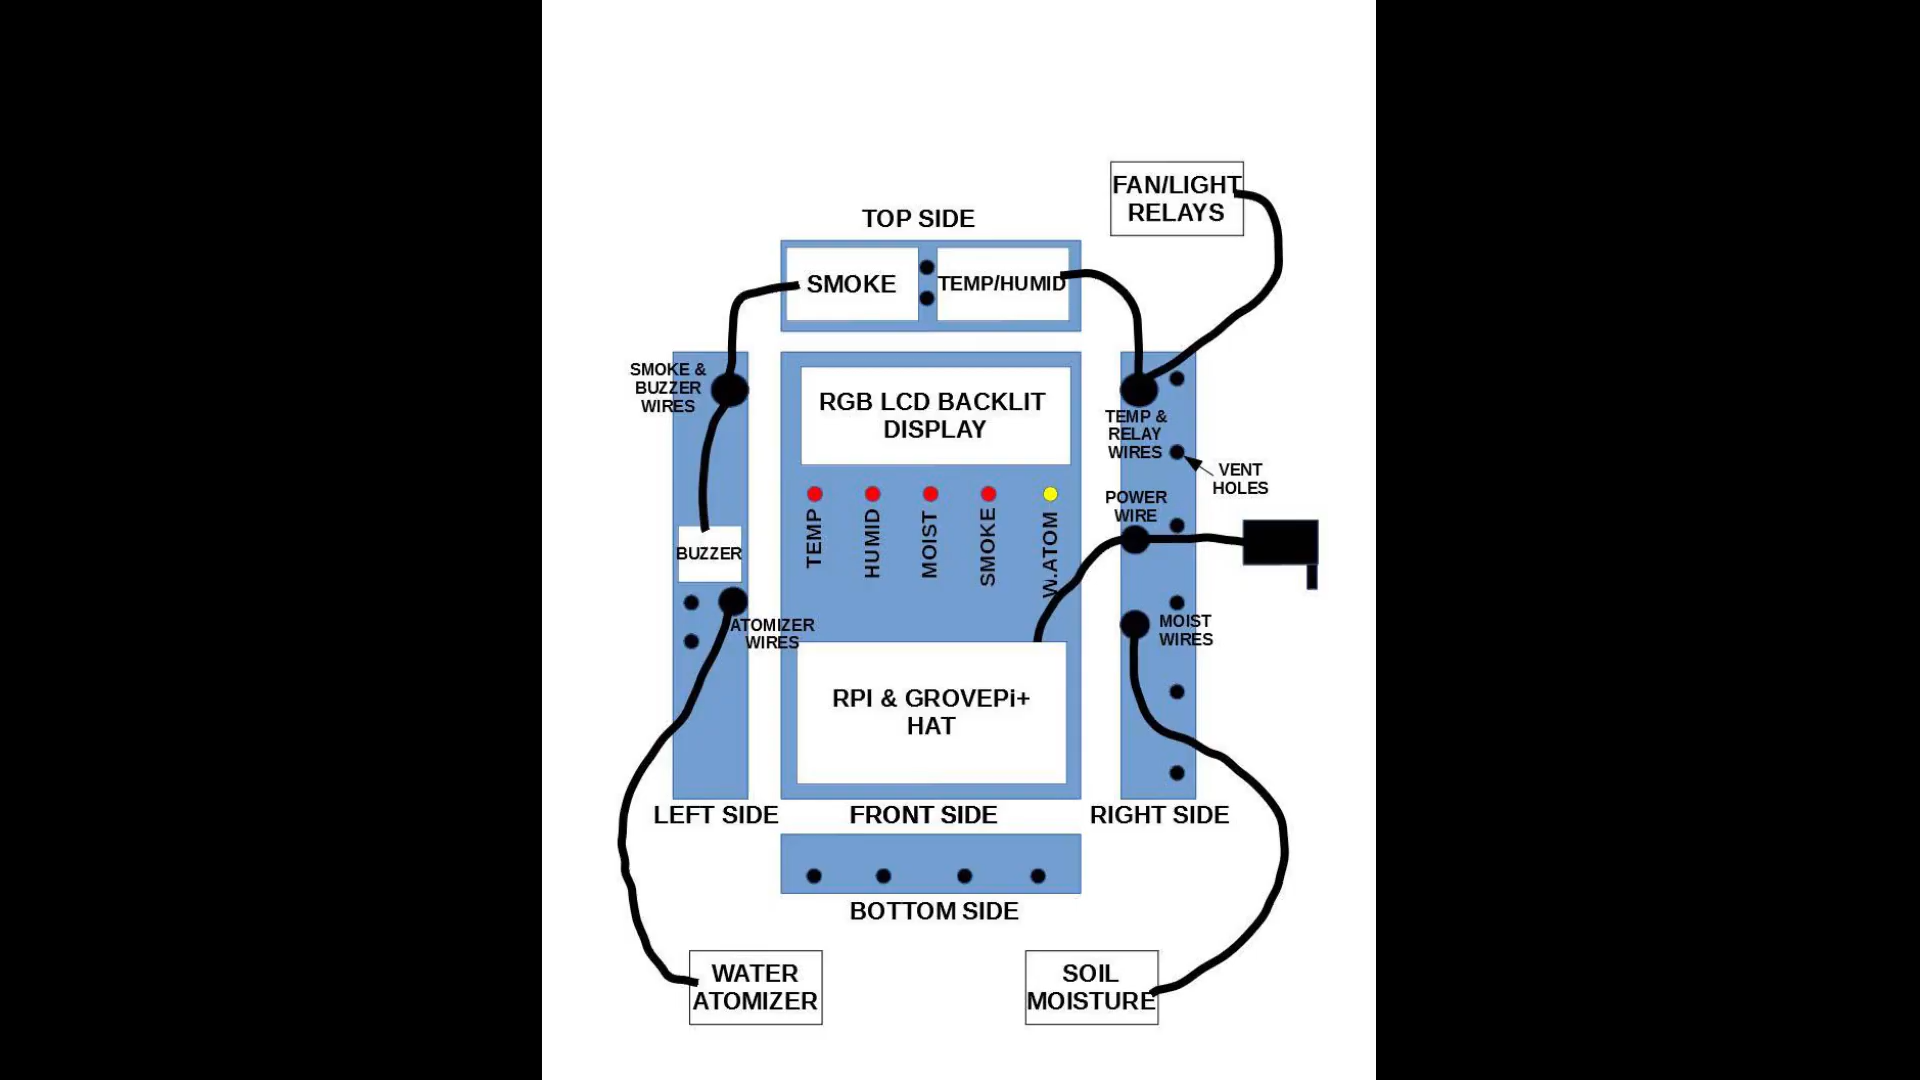 FAN/LIGHT
RELAYS
TOP SIDE
SMOKE
TEMP/HUMID
SMOKE &
BUZZER
WIRES
RGB LCD BACKLIT
DISPLAY
TEMP &
RELAY
WIRES
VENT
HOLES
POWER
WIRE
TEMP
HUMID
MOIST
SMOKE
W.ATOM
BUZZER
ATOMIZER
WIRES
MOIST
WIRES
RPI & GROVEPi+
HAT
LEFT SIDE
FRONT SIDE
RIGHT SIDE
BOTTOM SIDE
WATER
ATOMIZER
SOIL
MOISTURE